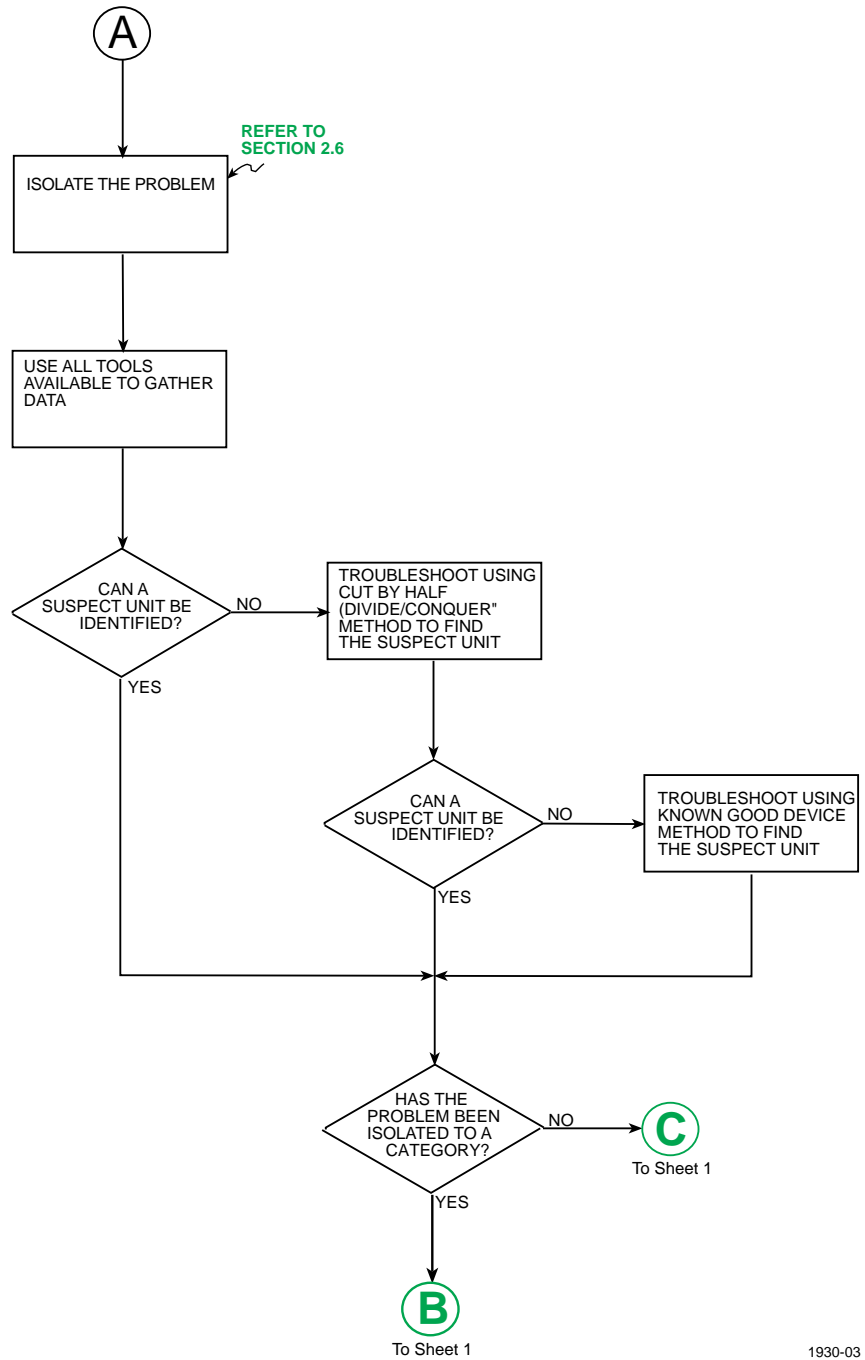 A
REFER TO
SECTION 2.6
ISOLATE THE PROBLEM
USE ALL TOOLS
AVAILABLE TO GATHER
DATA
CAN A
SUSPECT UNIT BE
IDENTIFIED?
NO
YES
TROUBLESHOOT USING
CUT BY HALF
(DIVIDE/CONQUER"
METHOD TO FIND
THE SUSPECT UNIT
CAN A
SUSPECT UNIT BE
IDENTIFIED?
NO
YES
TROUBLESHOOT USING
KNOWN GOOD DEVICE
METHOD TO FIND
THE SUSPECT UNIT
HAS THE
PROBLEM BEEN
ISOLATED TO A
CATEGORY?
NO
C
To Sheet 1
YES
B
To Sheet 1
1930-03